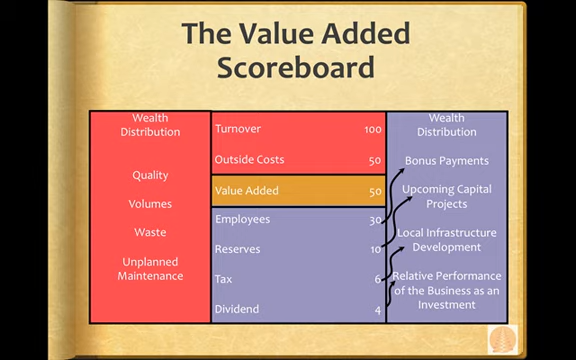 The Value Added
Scoreboard
Wealth
Distribution
Quality
Volumes
Waste
Unplanned
Maintenance
Turnover 100
Outside Costs 50
Value Added 50
Employees 30
Reserves 10
Tax 6
Dividend 4
Wealth
Distribution
Bonus Payments
Upcoming Capital
Projects
Local Infrastructure
Development
Relative Performance
of the Business as an
Investment